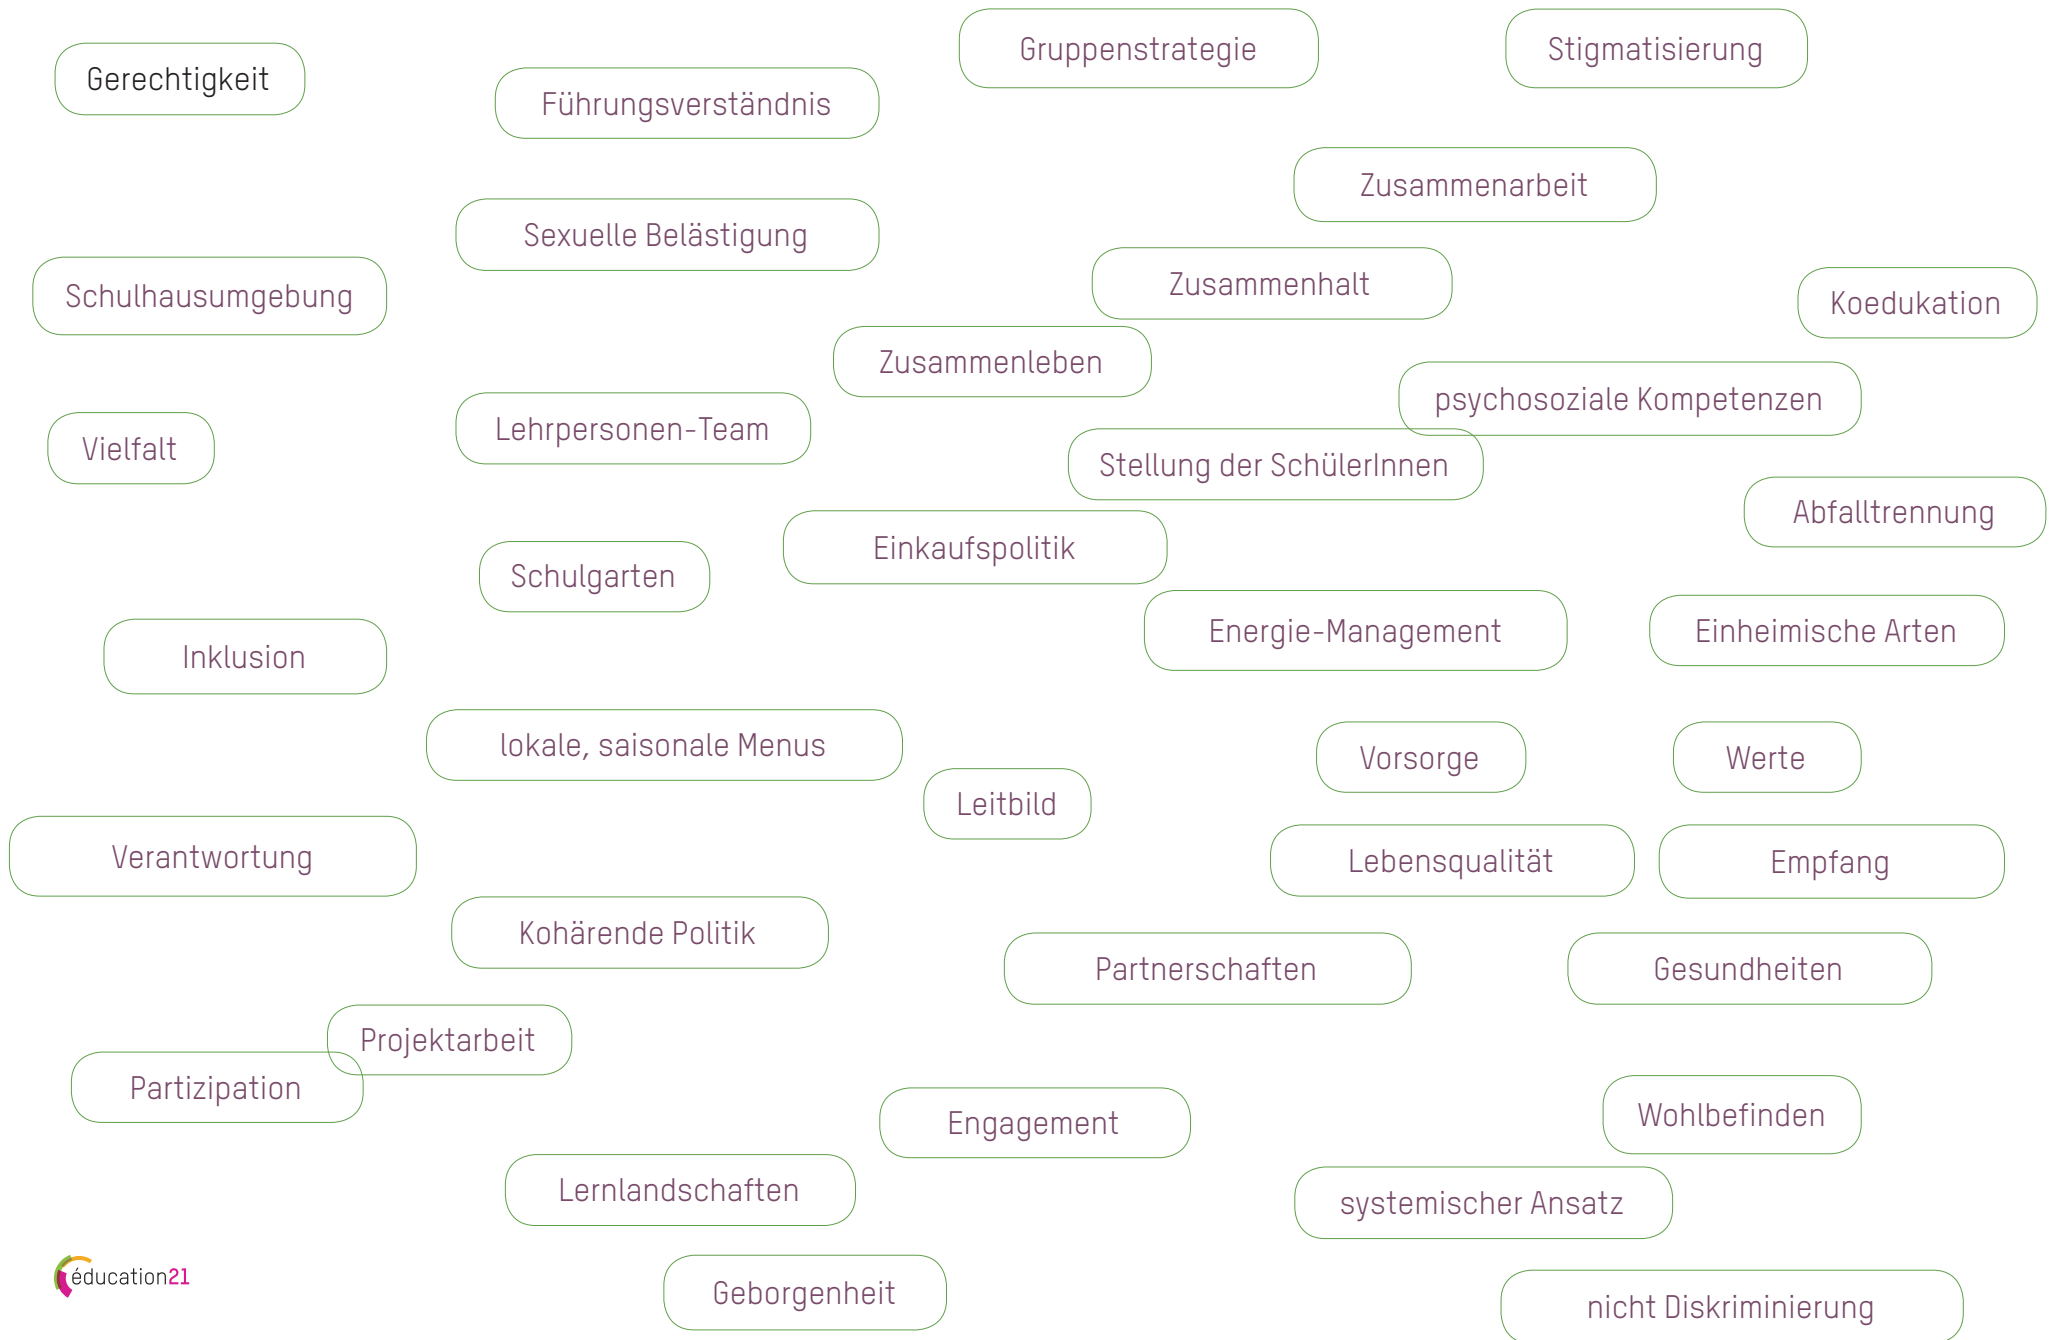 Gruppenstrategie
Stigmatisierung
Gerechtigkeit
Führungsverständnis
Zusammenarbeit
Sexuelle Belästigung
Zusammenhalt
Schulhausumgebung
Koedukation
Zusammenleben
psychosoziale Kompetenzen
Lehrpersonen-Team
Vielfalt
Stellung der SchülerInnen
Abfalltrennung
Einkaufspolitik
Schulgarten
Energie-Management
Einheimische Arten
Inklusion
lokale, saisonale Menus
Vorsorge
Werte
Leitbild
Verantwortung
Lebensqualität
Empfang
Kohärende Politik
Partnerschaften
Gesundheiten
Projektarbeit
Partizipation
Engagement
Wohlbefinden
Lernlandschaften
systemischer Ansatz
éducation21
Geborgenheit
nicht Diskriminierung